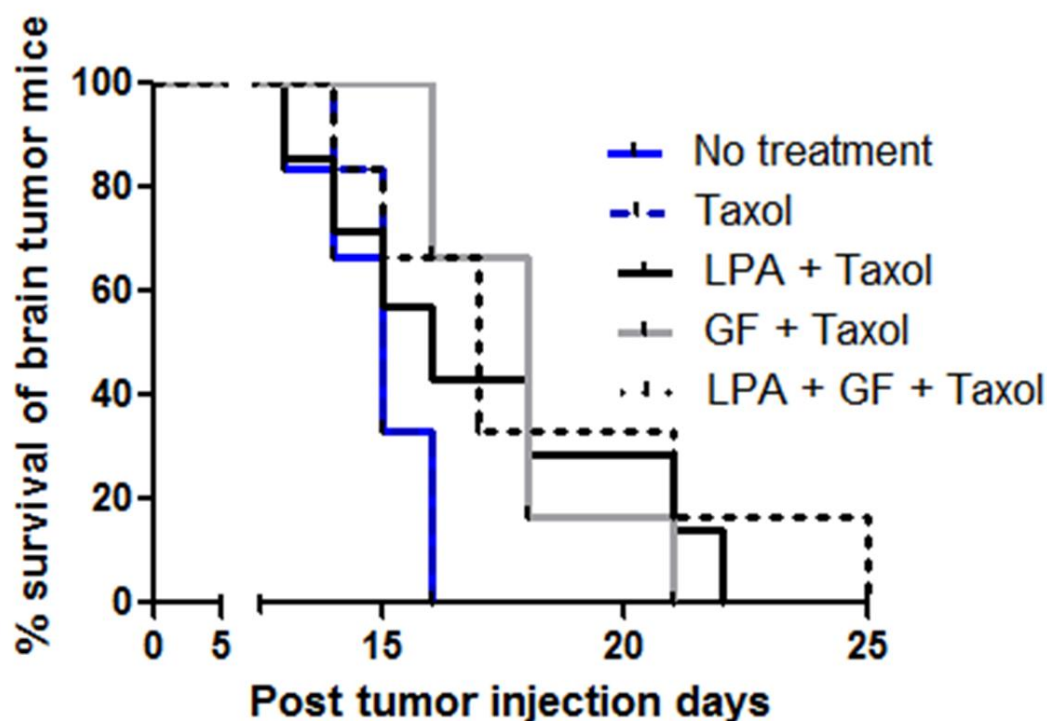 % survival of brain tumor mice
100
80
60
40
20
0
0 5 15 20 25
Post tumor injection days
No treatment
Taxol
LPA + Taxol
GF + Taxol
LPA + GF + Taxol